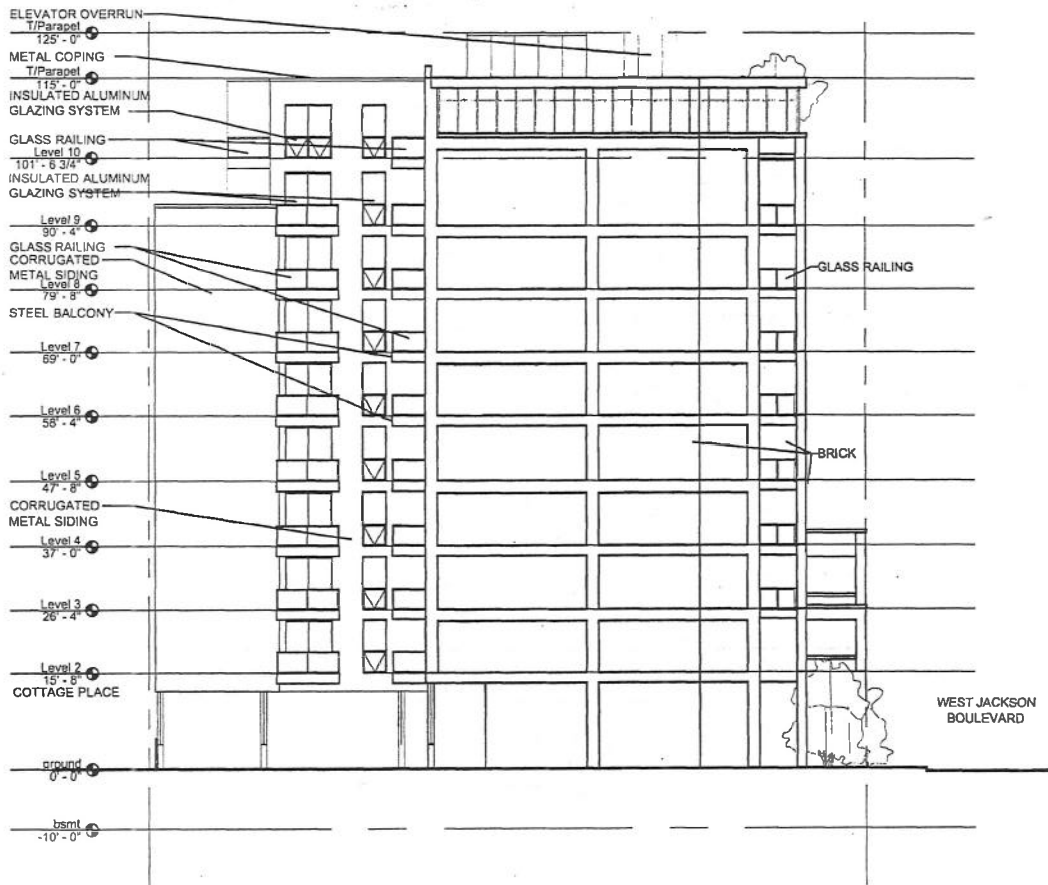 ELEVATOR OVERRUN
T/Parapet
125' - 0"
METAL COPING
T/Parapet
115' - 0"
INSULATED ALUMINUM
GLAZING SYSTEM
GLASS RAILING
Level 10
101' - 6 3/4"
INSULATED ALUMINUM
GLAZING SYSTEM
Level 9
90' - 4"
GLASS RAILING
CORRUGATED
METAL SIDING
Level 8
79' - 8"
GLASS RAILING
STEEL BALCONY
Level 7
69' - 0"
Level 6
58' - 4"
BRICK
Level 5
47' - 8"
CORRUGATED
METAL SIDING
Level 4
37' - 0"
Level 3
26' - 4"
Level 2
15' - 8"
COTTAGE PLACE
WEST JACKSON
BOULEVARD
ground
0' - 0"
bsmt
-10' - 0"